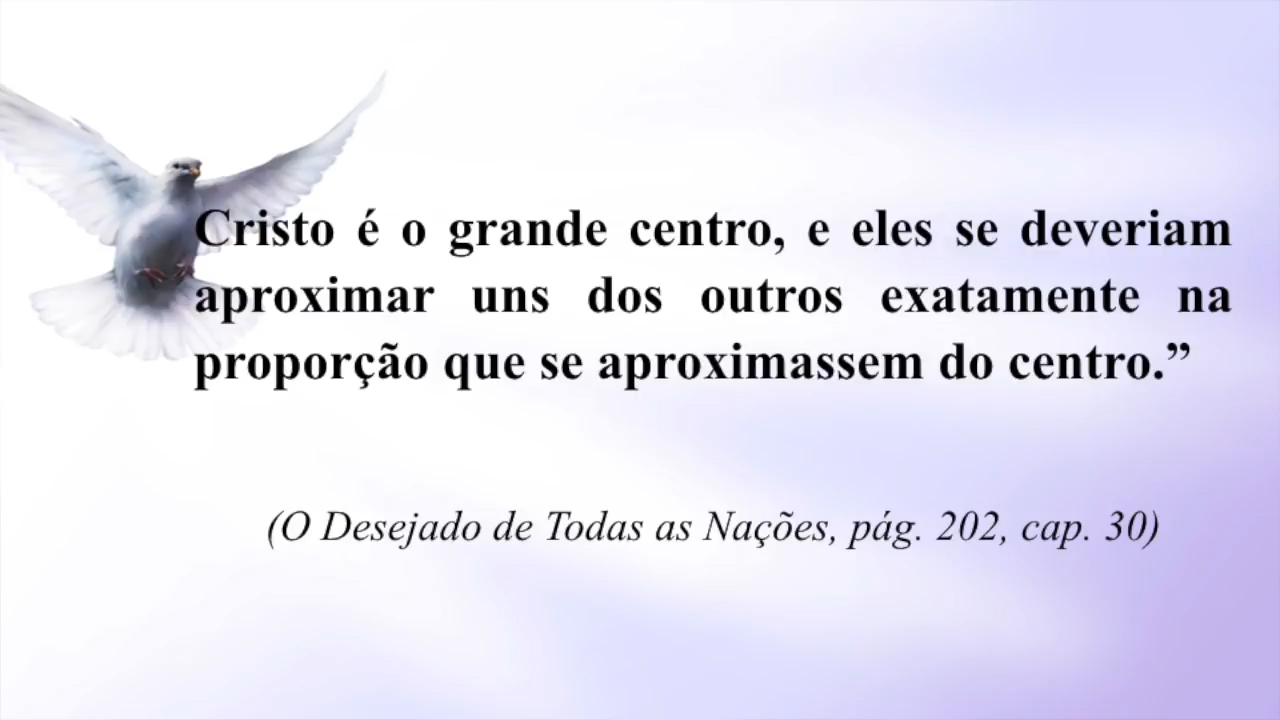 Cristo é o grande centro, e eles se deveriam
aproximar uns dos outros exatamente na
proporção que se aproximassem do centro.”
(O Desejado de Todas as Nações, pág. 202, cap. 30)